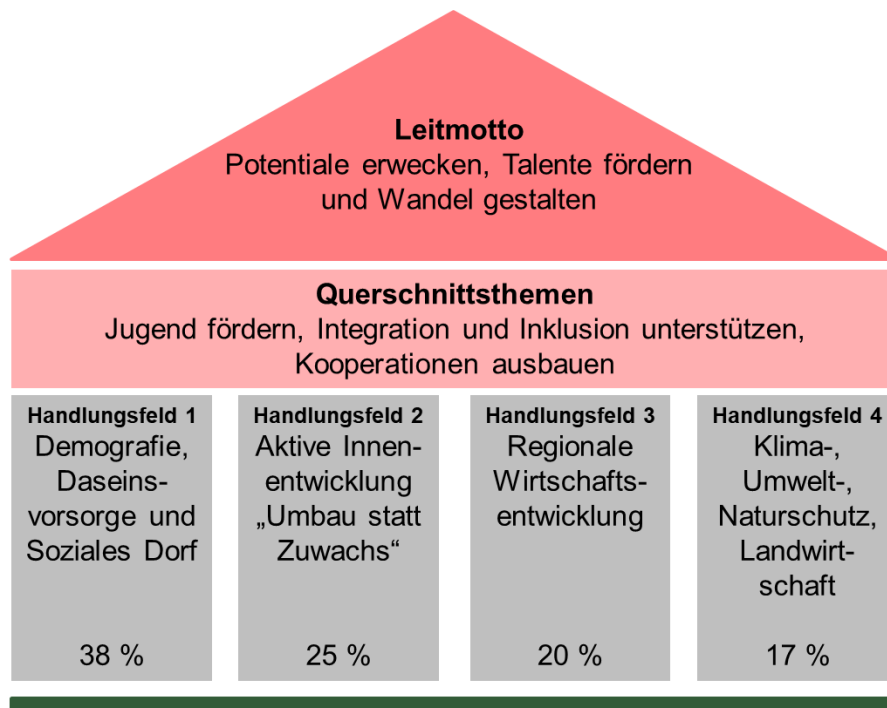 Leitmotto
Potentiale erwecken, Talente fördern
und Wandel gestalten
Querschnittsthemen
Jugend fördern, Integration und Inklusion unterstützen,
Kooperationen ausbauen
Handlungsfeld 1
Demografie,
Daseins-
vorsorge und
Soziales Dorf
38 %
Handlungsfeld 2
Aktive Innen-
entwicklung
„Umbau statt
Zuwachs“
25 %
Handlungsfeld 3
Regionale
Wirtschafts-
entwicklung
20 %
Handlungsfeld 4
Klima-,
Umwelt-,
Naturschutz,
Landwirt-
schaft
17 %